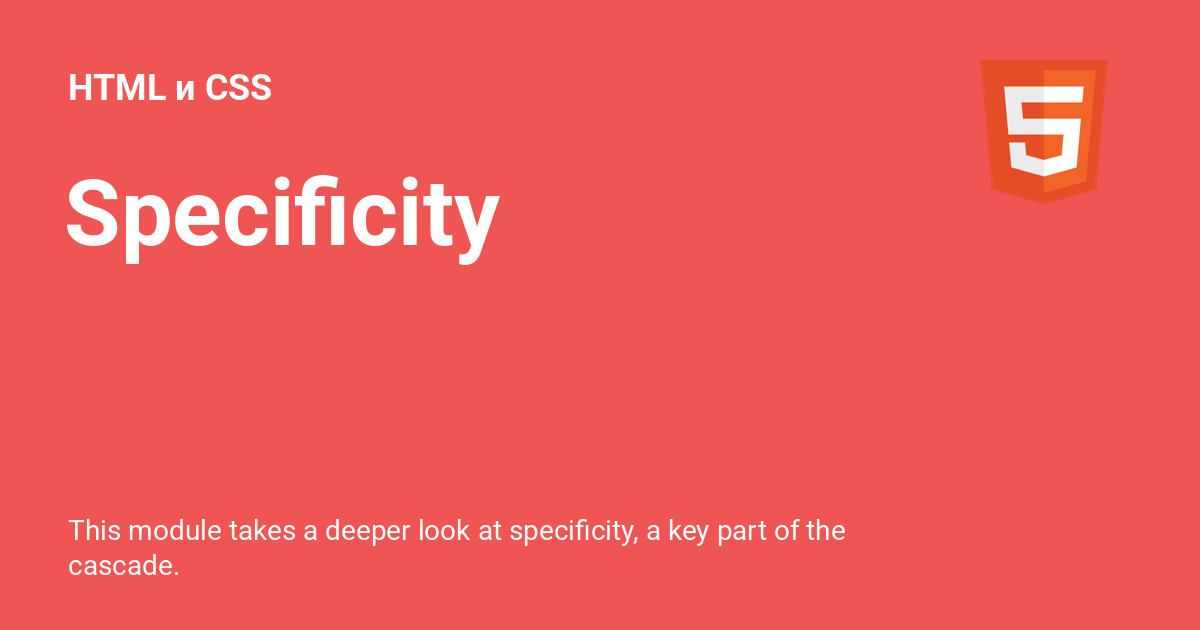 HTML и CSS
Specificity
This module takes a deeper look at specificity, a key part of the
cascade.